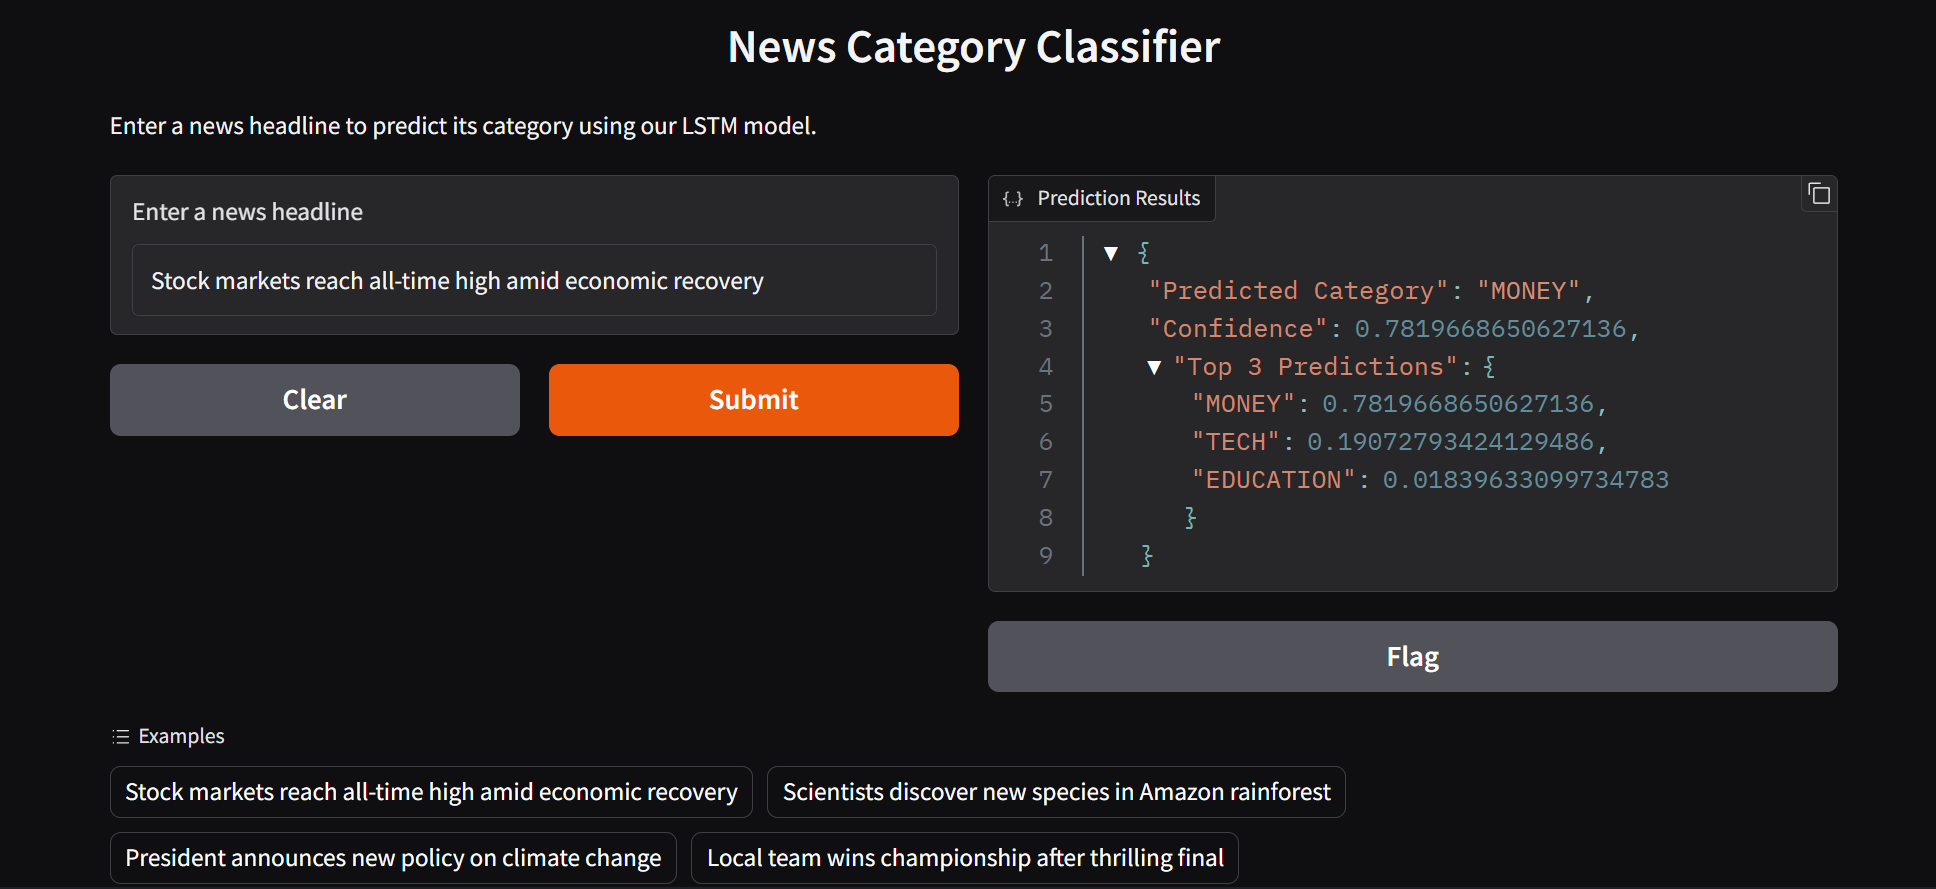 News Category Classifier
Enter a news headline to predict its category using our LSTM model.
Enter a news headline
Stock markets reach all-time high amid economic recovery
Clear
Submit
{..} Prediction Results
1 ▼ {
2 "Predicted Category": "MONEY",
3 "Confidence": 0.7819668650627136,
4 ▼ "Top 3 Predictions": {
5 "MONEY": 0.7819668650627136,
6 "TECH": 0.19072793424129486,
7 "EDUCATION": 0.01839633099734783
8 }
9 }
Flag
Examples
Stock markets reach all-time high amid economic recovery
Scientists discover new species in Amazon rainforest
President announces new policy on climate change
Local team wins championship after thrilling final